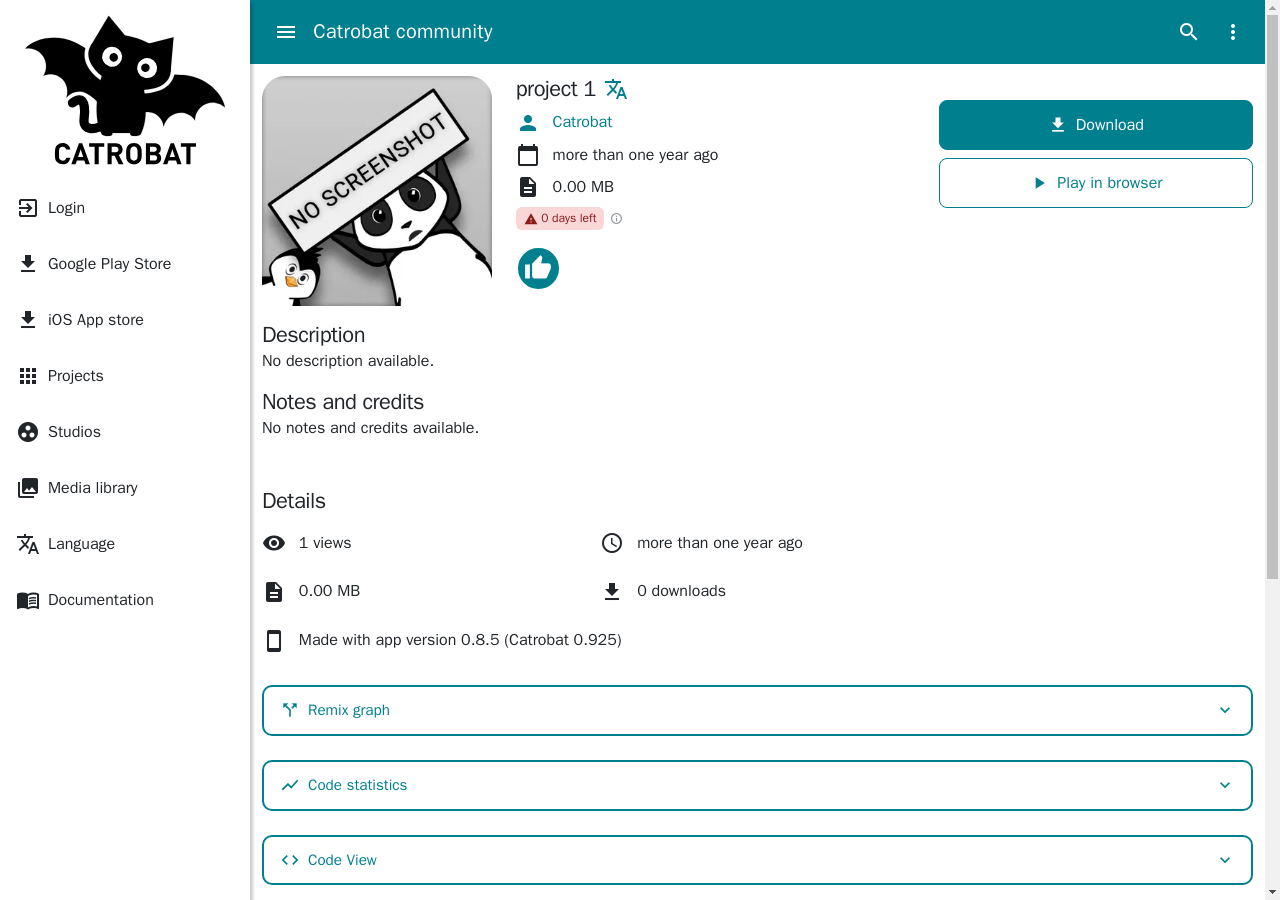 CATROBAT
Login
Google Play Store
iOS App store
Projects
Studios
Media library
Language
Documentation
Catrobat community
NO SCREENSHOT
project 1
Catrobat
more than one year ago
0.00 MB
0 days left
Download
Play in browser
Description
No description available.
Notes and credits
No notes and credits available.
Details
1 views
more than one year ago
0.00 MB
0 downloads
Made with app version 0.8.5 (Catrobat 0.925)
Remix graph
Code statistics
Code View